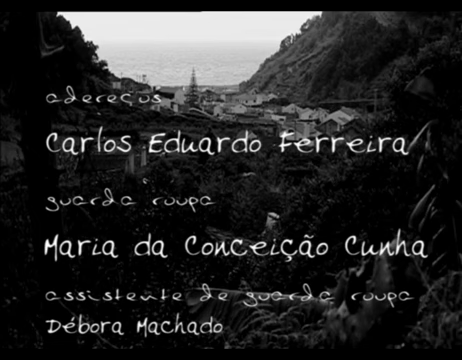 adereços
Carlos Eduardo Ferreira
guarda roupa
Maria da Conceição Cunha
assistente de guarda roupa
Débora Machado